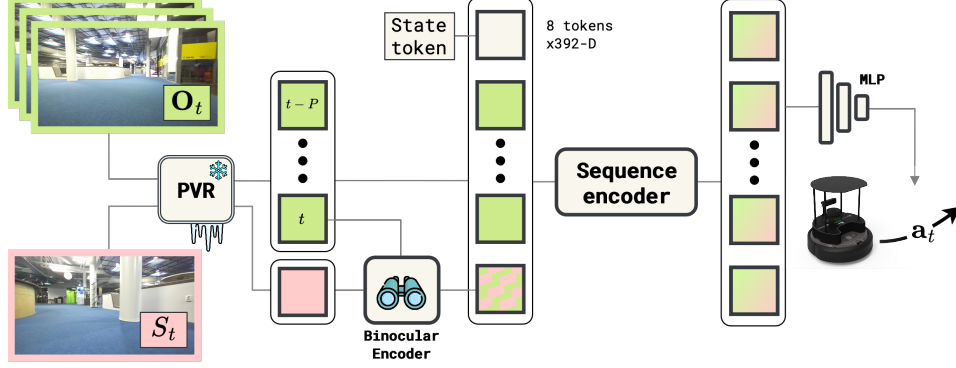 State
token
8 tokens
x392-D
O_t
t − P
MLP
PVR
Sequence
encoder
t
a_t
S_t
Binocular
Encoder